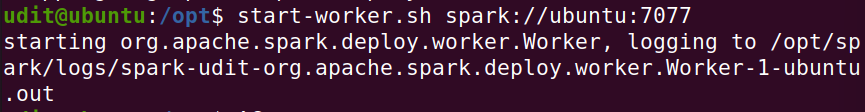 udit@ubuntu:/opt$ start-worker.sh spark://ubuntu:7077
starting org.apache.spark.deploy.worker.Worker, logging to /opt/sp
ark/logs/spark-udit-org.apache.spark.deploy.worker.Worker-1-ubuntu
.out